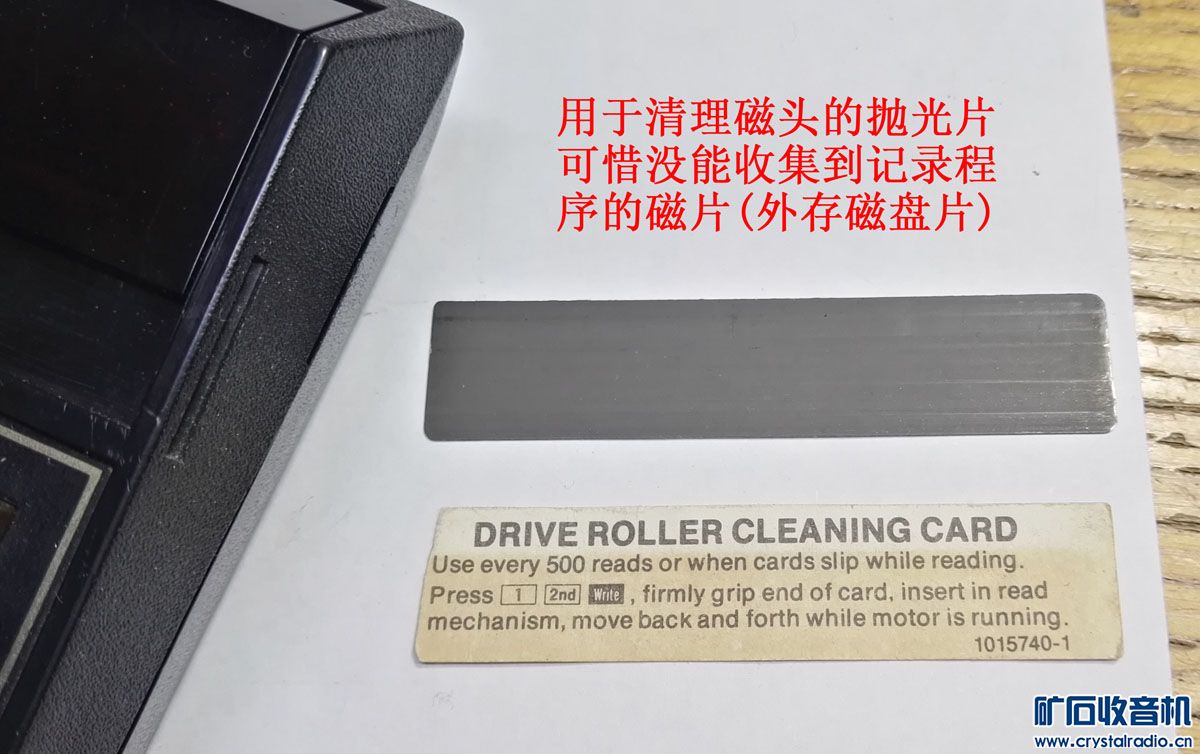 用于清理磁头的抛光片
可惜没能收集到记录程
序的磁片(外存磁盘片)
DRIVE ROLLER CLEANING CARD
Use every 500 reads or when cards slip while reading.
Press 1 2nd Write , firmly grip end of card, insert in read
mechanism, move back and forth while motor is running.
1015740-1
矿石收音机
www.crystalradio.cn